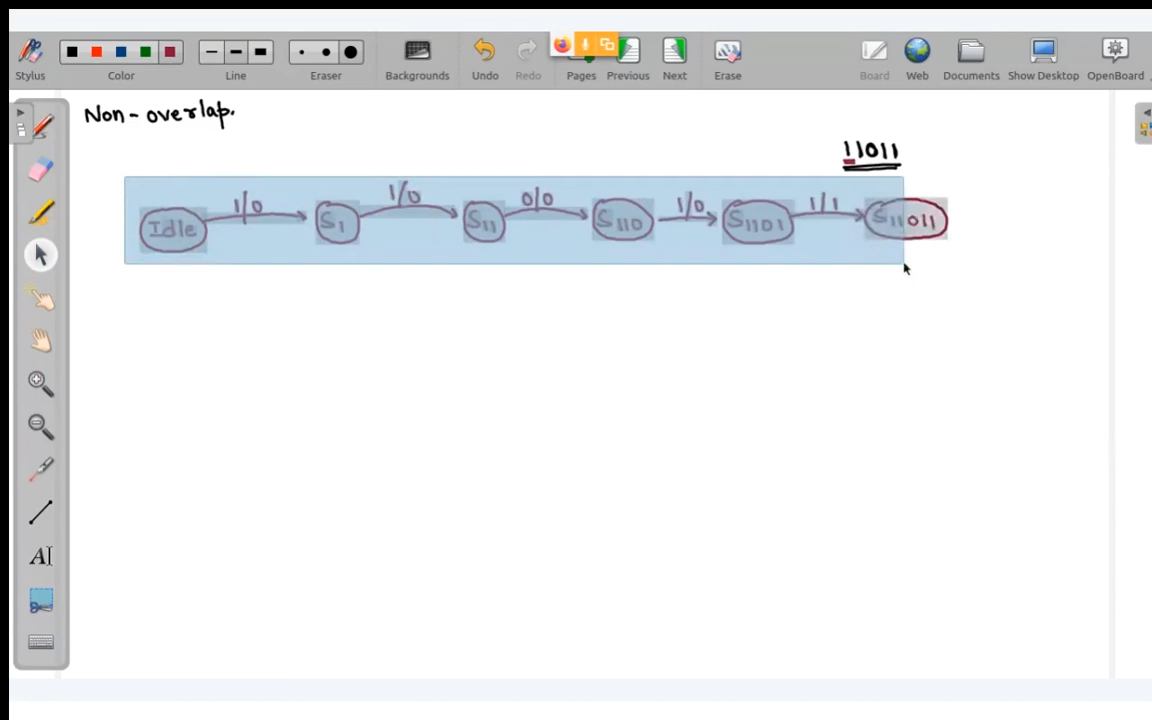 Stylus Color Line Eraser Backgrounds Undo Redo Pages Previous Next Erase Board Web Documents Show Desktop OpenBoard
Non-overlap.
11011
1/0 1/0 0/0 1/0 1/1
Idle S1 S11 S110 S1101 S11011
A